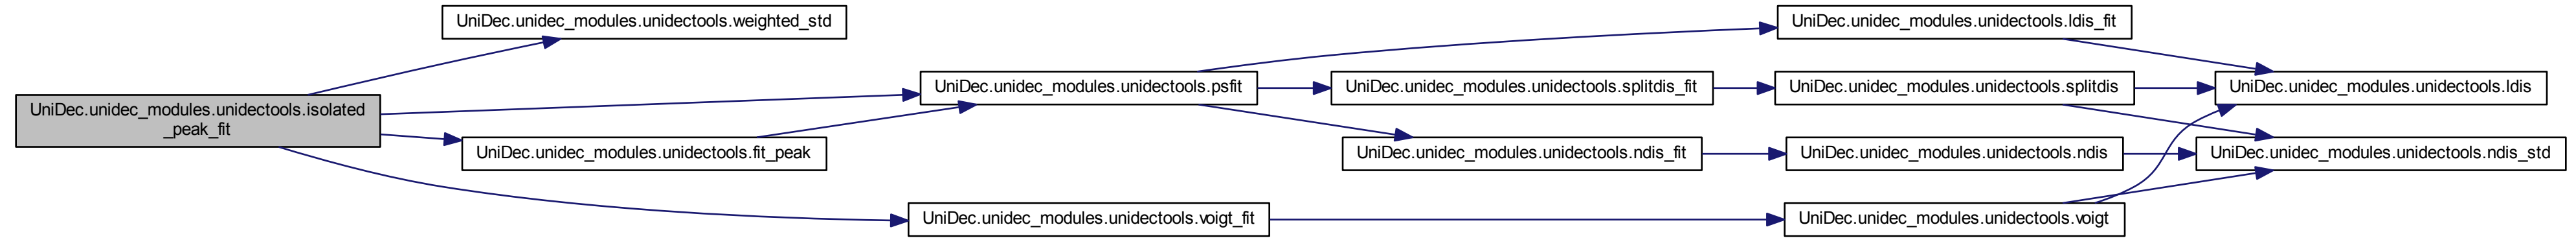 UniDec.unidec_modules.unidectools.weighted_std
UniDec.unidec_modules.unidectools.ldis_fit
UniDec.unidec_modules.unidectools.psfit
UniDec.unidec_modules.unidectools.splitdis_fit
UniDec.unidec_modules.unidectools.splitdis
UniDec.unidec_modules.unidectools.ldis
UniDec.unidec_modules.unidectools.isolated
_peak_fit
UniDec.unidec_modules.unidectools.fit_peak
UniDec.unidec_modules.unidectools.ndis_fit
UniDec.unidec_modules.unidectools.ndis
UniDec.unidec_modules.unidectools.ndis_std
UniDec.unidec_modules.unidectools.voigt_fit
UniDec.unidec_modules.unidectools.voigt